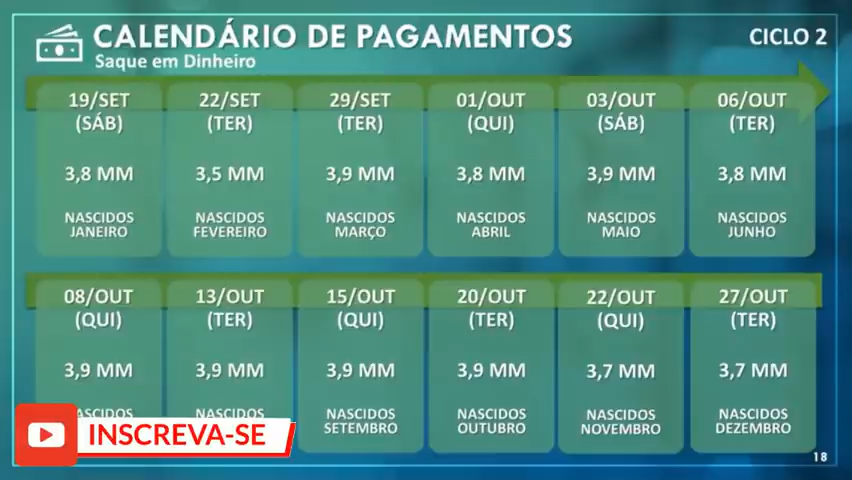 CALENDÁRIO DE PAGAMENTOS
CICLO 2
Saque em Dinheiro
19/SET
(SÁB)
3,8 MM
NASCIDOS
JANEIRO
22/SET
(TER)
3,5 MM
NASCIDOS
FEVEREIRO
29/SET
(TER)
3,9 MM
NASCIDOS
MARÇO
01/OUT
(QUI)
3,8 MM
NASCIDOS
ABRIL
03/OUT
(SÁB)
3,9 MM
NASCIDOS
MAIO
06/OUT
(TER)
3,8 MM
NASCIDOS
JUNHO
08/OUT
(QUI)
3,9 MM
NASCIDOS
13/OUT
(TER)
3,9 MM
NASCIDOS
15/OUT
(QUI)
3,9 MM
NASCIDOS
SETEMBRO
20/OUT
(TER)
3,9 MM
NASCIDOS
OUTUBRO
22/OUT
(QUI)
3,7 MM
NASCIDOS
NOVEMBRO
27/OUT
(TER)
3,7 MM
NASCIDOS
DEZEMBRO
INSCREVA-SE
18